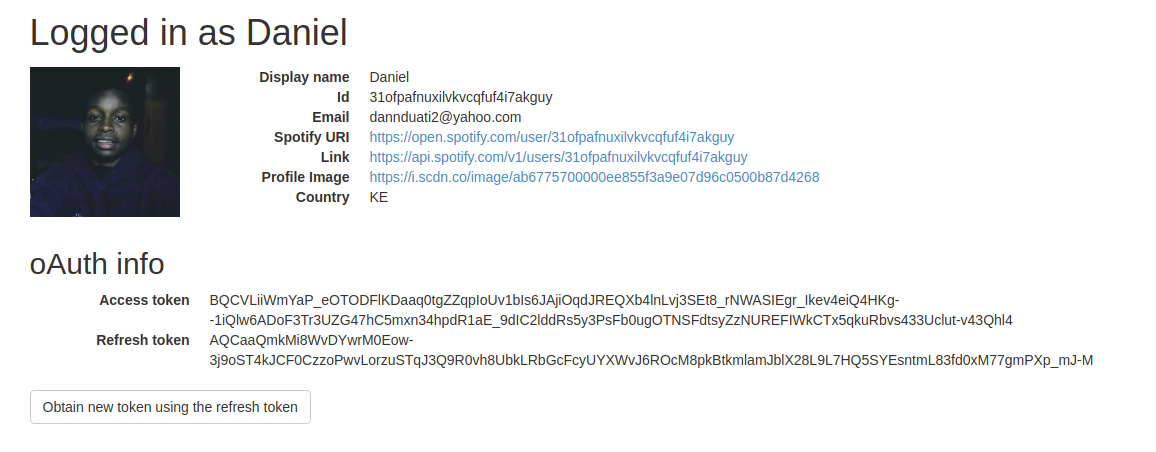 Logged in as Daniel
Display name Daniel
Id 31ofpafnuxilvkvcqfuf4i7akguy
Email dannduati2@yahoo.com
Spotify URI https://open.spotify.com/user/31ofpafnuxilvkvcqfuf4i7akguy
Link https://api.spotify.com/v1/users/31ofpafnuxilvkvcqfuf4i7akguy
Profile Image https://i.scdn.co/image/ab6775700000ee855f3a9e07d96c0500b87d4268
Country KE
oAuth info
Access token BQCVLiiWmYaP_eOTODFlKDaaq0tgZZqpIoUv1bIs6JAjiOqdJREQXb4lnLvj3SEt8_rNWASIEgr_Ikev4eiQ4HKg-
-1iQlw6ADoF3Tr3UZG47hC5mxn34hpdR1aE_9dIC2lddRs5y3PsFb0ugOTNSFdtsyZzNUREFIWkCTx5qkuRbvs433Uclut-v43Qhl4
Refresh token AQCaaQmkMi8WvDYwrM0Eow-
3j9oST4kJCF0CzzoPwvLorzuSTqJ3Q9R0vh8UbkLRbGcFcyUYXWvJ6ROcM8pkBtkmlamJblX28L9L7HQ5SYEsntmL83fd0xM77gmPXp_mJ-M
Obtain new token using the refresh token